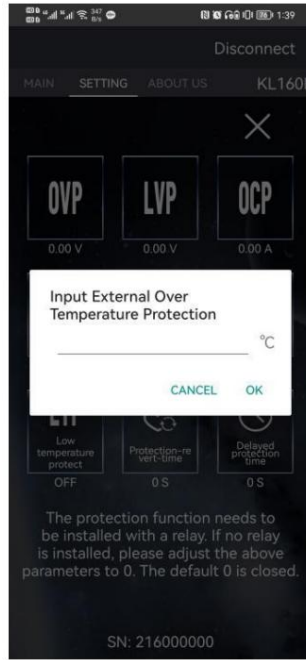 347 B/s 1:39
Disconnect
MAIN SETTING ABOUT US KL160
OVP LVP OCP
0.00 V 0.00 V 0.00 A
Input External Over
Temperature Protection
°C
CANCEL OK
Low
temperature
protect
Protection-re
vert-time
Delayed
protection
time
OFF 0 S 0 S
The protection function needs to
be installed with a relay. If no relay
is installed, please adjust the above
parameters to 0. The default 0 is closed.
SN: 216000000